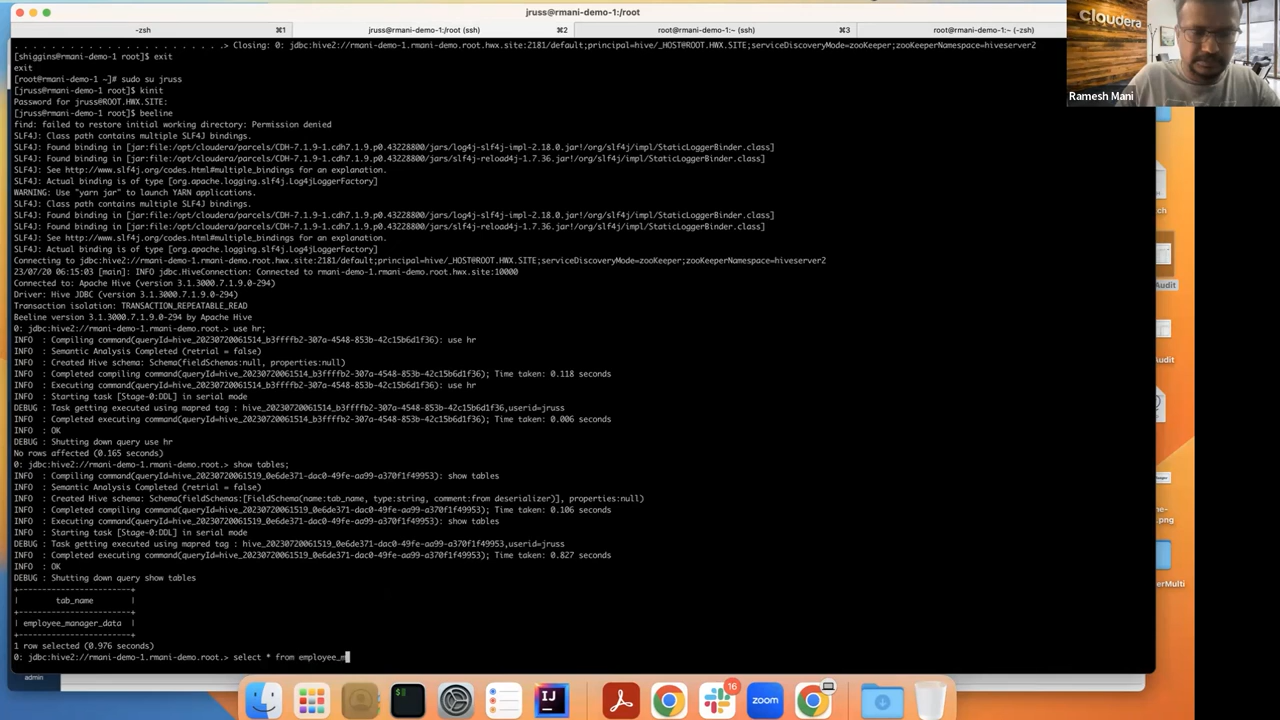 jruss@rmani-demo-1:/root
-zsh
⌘1
jruss@rmani-demo-1:/root (ssh)
⌘2
root@rmani-demo-1:~ (ssh)
⌘3
root@rmani-demo-1:~ (-zsh)
. . . . . . . . . . . . . . . . . . . . . . .> Closing: 0: jdbc:hive2://rmani-demo-1.rmani-demo.root.hwx.site:2181/default;principal=hive/_HOST@ROOT.HWX.SITE;serviceDiscoveryMode=zooKeeper;zooKeeperNamespace=hiveserver2
[shiggins@rmani-demo-1 root]$ exit
exit
[root@rmani-demo-1 ~]# sudo su jruss
[jruss@rmani-demo-1 root]$ kinit
Password for jruss@ROOT.HWX.SITE:
[jruss@rmani-demo-1 root]$ beeline
find: failed to restore initial working directory: Permission denied
SLF4J: Class path contains multiple SLF4J bindings.
SLF4J: Found binding in [jar:file:/opt/cloudera/parcels/CDH-7.1.9-1.cdh7.1.9.p0.43228800/jars/log4j-slf4j-impl-2.18.0.jar!/org/slf4j/impl/StaticLoggerBinder.class]
SLF4J: Found binding in [jar:file:/opt/cloudera/parcels/CDH-7.1.9-1.cdh7.1.9.p0.43228800/jars/slf4j-reload4j-1.7.36.jar!/org/slf4j/impl/StaticLoggerBinder.class]
SLF4J: See http://www.slf4j.org/codes.html#multiple_bindings for an explanation.
SLF4J: Actual binding is of type [org.apache.logging.slf4j.Log4jLoggerFactory]
WARNING: Use "yarn jar" to launch YARN applications.
SLF4J: Class path contains multiple SLF4J bindings.
SLF4J: Found binding in [jar:file:/opt/cloudera/parcels/CDH-7.1.9-1.cdh7.1.9.p0.43228800/jars/log4j-slf4j-impl-2.18.0.jar!/org/slf4j/impl/StaticLoggerBinder.class]
SLF4J: Found binding in [jar:file:/opt/cloudera/parcels/CDH-7.1.9-1.cdh7.1.9.p0.43228800/jars/slf4j-reload4j-1.7.36.jar!/org/slf4j/impl/StaticLoggerBinder.class]
SLF4J: See http://www.slf4j.org/codes.html#multiple_bindings for an explanation.
SLF4J: Actual binding is of type [org.apache.logging.slf4j.Log4jLoggerFactory]
Connecting to jdbc:hive2://rmani-demo-1.rmani-demo.root.hwx.site:2181/default;principal=hive/_HOST@ROOT.HWX.SITE;serviceDiscoveryMode=zooKeeper;zooKeeperNamespace=hiveserver2
23/07/20 06:15:03 [main]: INFO jdbc.HiveConnection: Connected to rmani-demo-1.rmani-demo.root.hwx.site:10000
Connected to: Apache Hive (version 3.1.3000.7.1.9.0-294)
Driver: Hive JDBC (version 3.1.3000.7.1.9.0-294)
Transaction isolation: TRANSACTION_REPEATABLE_READ
Beeline version 3.1.3000.7.1.9.0-294 by Apache Hive
0: jdbc:hive2://rmani-demo-1.rmani-demo.root.> use hr;
INFO : Compiling command(queryId=hive_20230720061514_b3ffffb2-307a-4548-853b-42c15b6d1f36): use hr
INFO : Semantic Analysis Completed (retrial = false)
INFO : Created Hive schema: Schema(fieldSchemas:null, properties:null)
INFO : Completed compiling command(queryId=hive_20230720061514_b3ffffb2-307a-4548-853b-42c15b6d1f36); Time taken: 0.118 seconds
INFO : Executing command(queryId=hive_20230720061514_b3ffffb2-307a-4548-853b-42c15b6d1f36): use hr
INFO : Starting task [Stage-0:DDL] in serial mode
DEBUG : Task getting executed using mapred tag : hive_20230720061514_b3ffffb2-307a-4548-853b-42c15b6d1f36,userid=jruss
INFO : Completed executing command(queryId=hive_20230720061514_b3ffffb2-307a-4548-853b-42c15b6d1f36); Time taken: 0.006 seconds
INFO : OK
DEBUG : Shutting down query use hr
No rows affected (0.165 seconds)
0: jdbc:hive2://rmani-demo-1.rmani-demo.root.> show tables;
INFO : Compiling command(queryId=hive_20230720061519_0e6de371-dac0-49fe-aa99-a370f1f49953): show tables
INFO : Semantic Analysis Completed (retrial = false)
INFO : Created Hive schema: Schema(fieldSchemas:[FieldSchema(name:tab_name, type:string, comment:from deserializer)], properties:null)
INFO : Completed compiling command(queryId=hive_20230720061519_0e6de371-dac0-49fe-aa99-a370f1f49953); Time taken: 0.106 seconds
INFO : Executing command(queryId=hive_20230720061519_0e6de371-dac0-49fe-aa99-a370f1f49953): show tables
INFO : Starting task [Stage-0:DDL] in serial mode
DEBUG : Task getting executed using mapred tag : hive_20230720061519_0e6de371-dac0-49fe-aa99-a370f1f49953,userid=jruss
INFO : Completed executing command(queryId=hive_20230720061519_0e6de371-dac0-49fe-aa99-a370f1f49953); Time taken: 0.827 seconds
INFO : OK
DEBUG : Shutting down query show tables
+-----------------------+
| tab_name |
+-----------------------+
| employee_manager_data |
+-----------------------+
1 row selected (0.976 seconds)
0: jdbc:hive2://rmani-demo-1.rmani-demo.root.> select * from employee_m
cloudera
Ramesh Mani
rch
Audit
Audit
ne-
.png
erMulti
admin
16
zoom